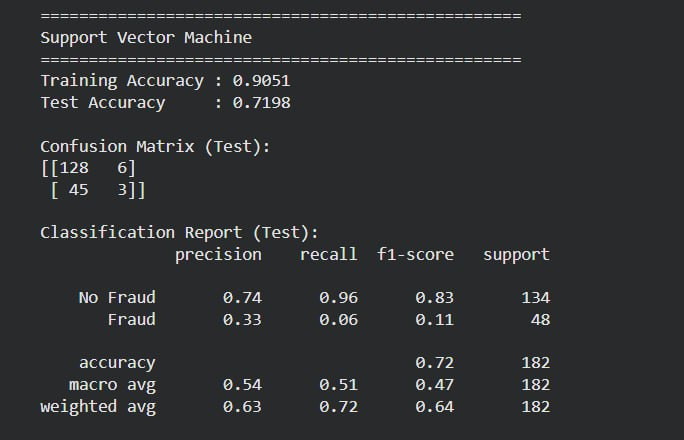 ==================================================
Support Vector Machine
==================================================
Training Accuracy : 0.9051
Test Accuracy     : 0.7198

Confusion Matrix (Test):
[[128   6]
 [ 45   3]]

Classification Report (Test):
              precision    recall  f1-score   support

    No Fraud       0.74      0.96      0.83       134
       Fraud       0.33      0.06      0.11        48

    accuracy                           0.72       182
   macro avg       0.54      0.51      0.47       182
weighted avg       0.63      0.72      0.64       182